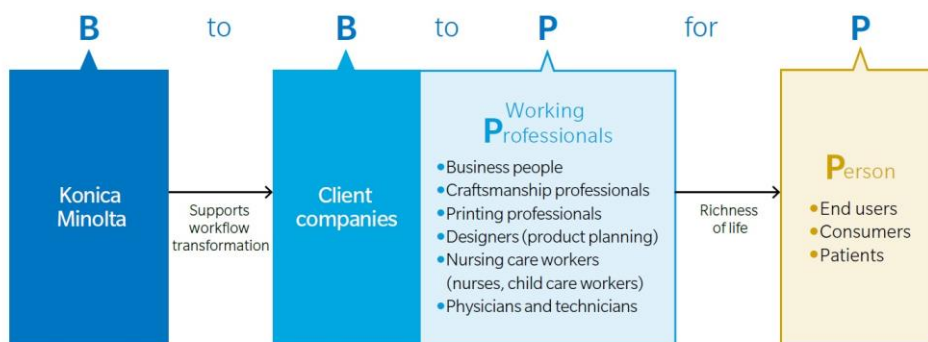 B to B to P for P
Konica
Minolta
Supports
workflow
transformation
Client
companies
Working
Professionals
•Business people
•Craftsmanship professionals
•Printing professionals
•Designers (product planning)
•Nursing care workers
(nurses, child care workers)
•Physicians and technicians
Richness
of life
Person
•End users
•Consumers
•Patients